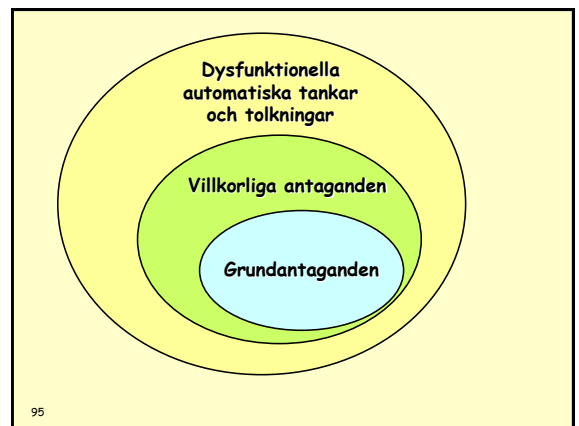 Dysfunktionella
automatiska tankar
och tolkningar
Villkorliga antaganden
Grundantaganden
95